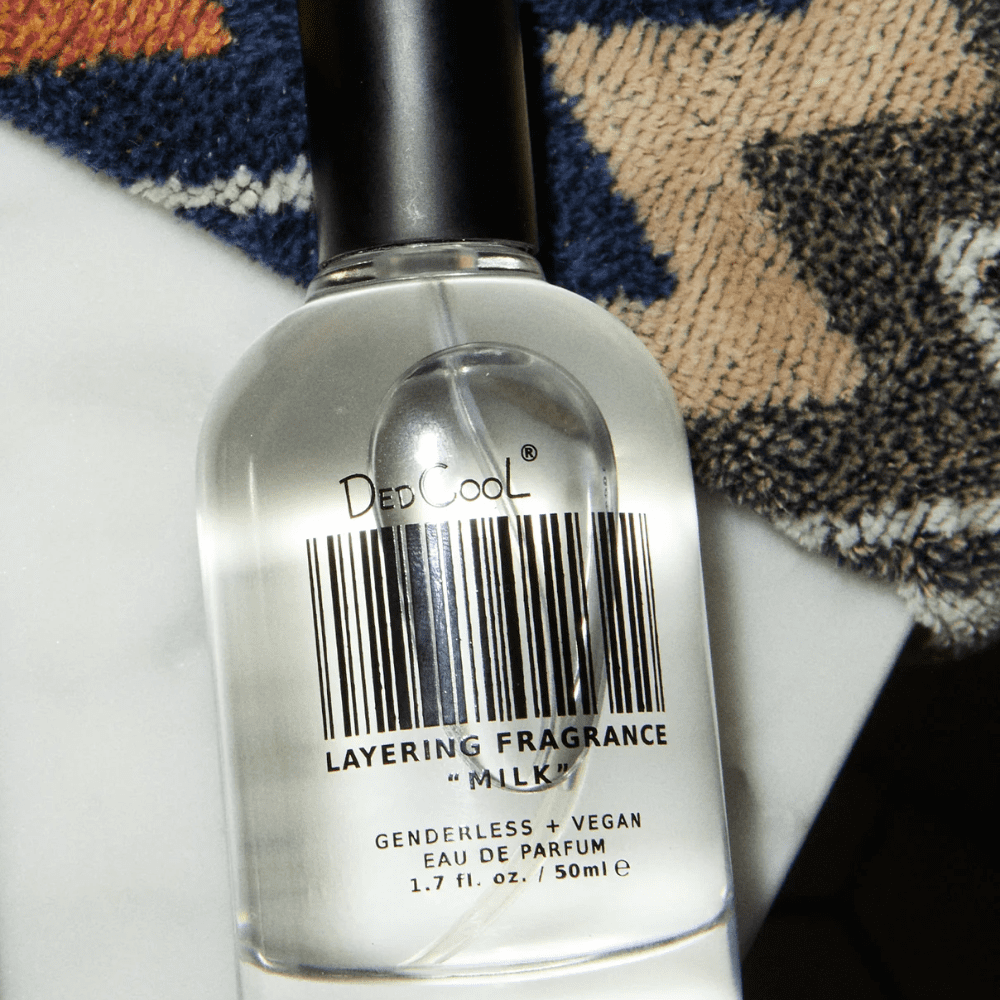 DEDCOOL®
LAYERING FRAGRANCE
“MILK”
GENDERLESS + VEGAN
EAU DE PARFUM
1.7 fl. oz. / 50ml ℮